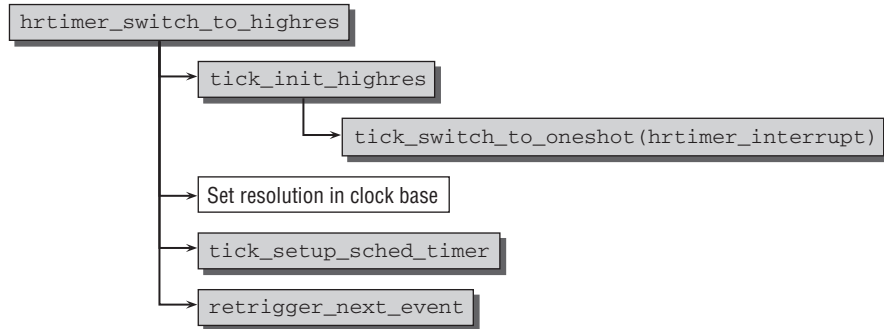 hrtimer_switch_to_highres
tick_init_highres
tick_switch_to_oneshot(hrtimer_interrupt)
Set resolution in clock base
tick_setup_sched_timer
retrigger_next_event